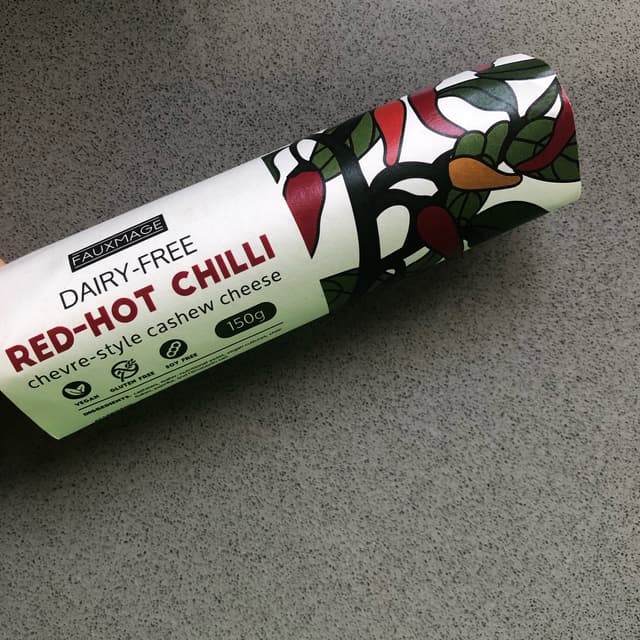 FAUXMAGE
DAIRY-FREE
RED-HOT CHILLI
chevre-style cashew cheese
150g
VEGAN
GLUTEN FREE
SOY FREE
INGREDIENTS: